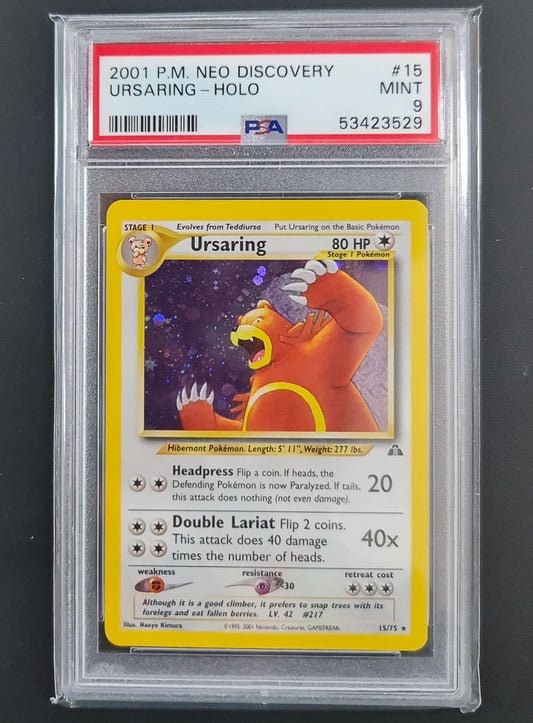 2001 P.M. NEO DISCOVERY #15
URSARING - HOLO MINT
9
PSA 53423529
STAGE 1 Evolves from Teddiursa Put Ursaring on the Basic Pokémon
Ursaring 80 HP
Stage 1 Pokémon
Hibernant Pokémon. Length: 5' 11", Weight: 277 lbs.
Headpress Flip a coin. If heads, the
Defending Pokémon is now Paralyzed. If tails, 20
this attack does nothing (not even damage).
Double Lariat Flip 2 coins.
This attack does 40 damage 40x
times the number of heads.
weakness resistance retreat cost
-30
Although it is a good climber, it prefers to snap trees with its
forelegs and eat fallen berries. LV. 42 #217
Illus. Naoyo Kimura ©1995-2001 Nintendo, Creatures, GAMEFREAK. 15/75 ★